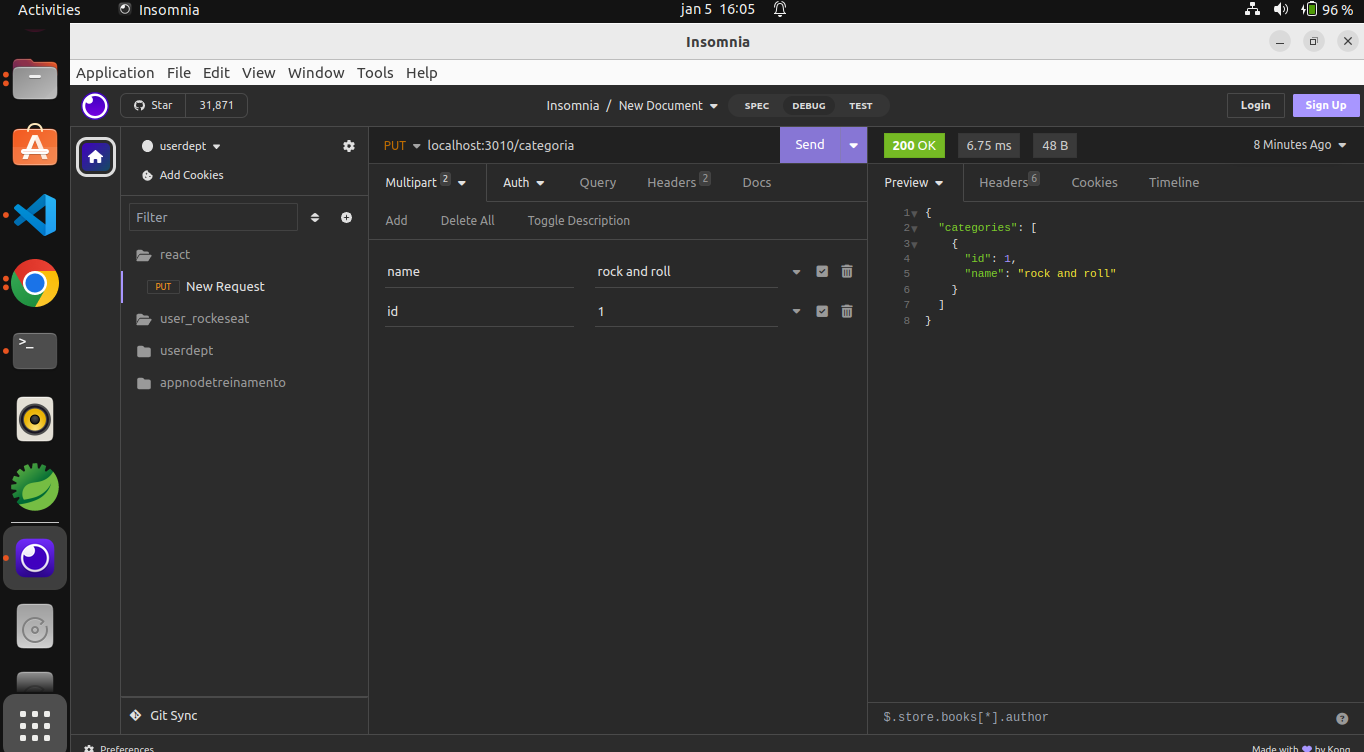 Activities Insomnia jan 5 16:05 96 %
Insomnia
Application File Edit View Window Tools Help
Star 31,871 Insomnia / New Document SPEC DEBUG TEST Login Sign Up
userdept PUT localhost:3010/categoria Send 200 OK 6.75 ms 48 B 8 Minutes Ago
Add Cookies Multipart 2 Auth Query Headers 2 Docs Preview Headers 6 Cookies Timeline
Filter Add Delete All Toggle Description
react
PUT New Request
user_rockeseat
userdept
appnodetreinamento
name rock and roll
id 1
1 {
2 "categories": [
3 {
4 "id": 1,
5 "name": "rock and roll"
6 }
7 ]
8 }
>_
Git Sync $.store.books[*].author ?
Preferences Made with by Kong